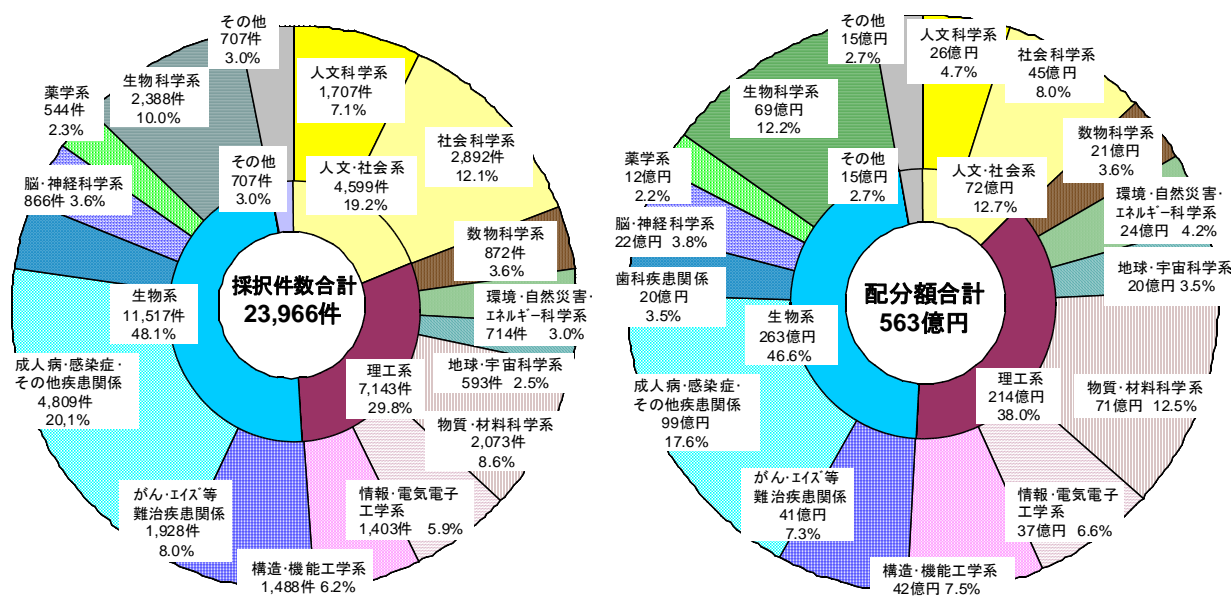 その他
707件
3.0%
人文科学系
1,707件
7.1%
社会科学系
2,892件
12.1%
数物科学系
872件
3.6%
環境・自然災害・
エネルギー科学系
714件 3.0%
地球・宇宙科学系
593件 2.5%
物質・材料科学系
2,073件
8.6%
情報・電気電子
工学系
1,403件 5.9%
構造・機能工学系
1,488件 6.2%
がん・エイズ等
難治疾患関係
1,928件
8.0%
成人病・感染症・
その他疾患関係
4,809件
20,1%
脳・神経科学系
866件 3.6%
薬学系
544件
2.3%
生物科学系
2,388件
10.0%
その他
707件
3.0%
人文・社会系
4,599件
19.2%
理工系
7,143件
29.8%
生物系
11,517件
48.1%
採択件数合計
23,966件
その他
15億円
2.7%
人文科学系
26億円
4.7%
社会科学系
45億円
8.0%
数物科学系
21億円
3.6%
環境・自然災害・
エネルギー科学系
24億円 4.2%
地球・宇宙科学系
20億円 3.5%
物質・材料科学系
71億円 12.5%
情報・電気電子
工学系
37億円 6.6%
構造・機能工学系
42億円 7.5%
がん・エイズ等
難治疾患関係
41億円
7.3%
成人病・感染症・
その他疾患関係
99億円
17.6%
歯科疾患関係
20億円
3.5%
脳・神経科学系
22億円 3.8%
薬学系
12億円
2.2%
生物科学系
69億円
12.2%
その他
15億円
2.7%
人文・社会系
72億円
12.7%
理工系
214億円
38.0%
生物系
263億円
46.6%
配分額合計
563億円